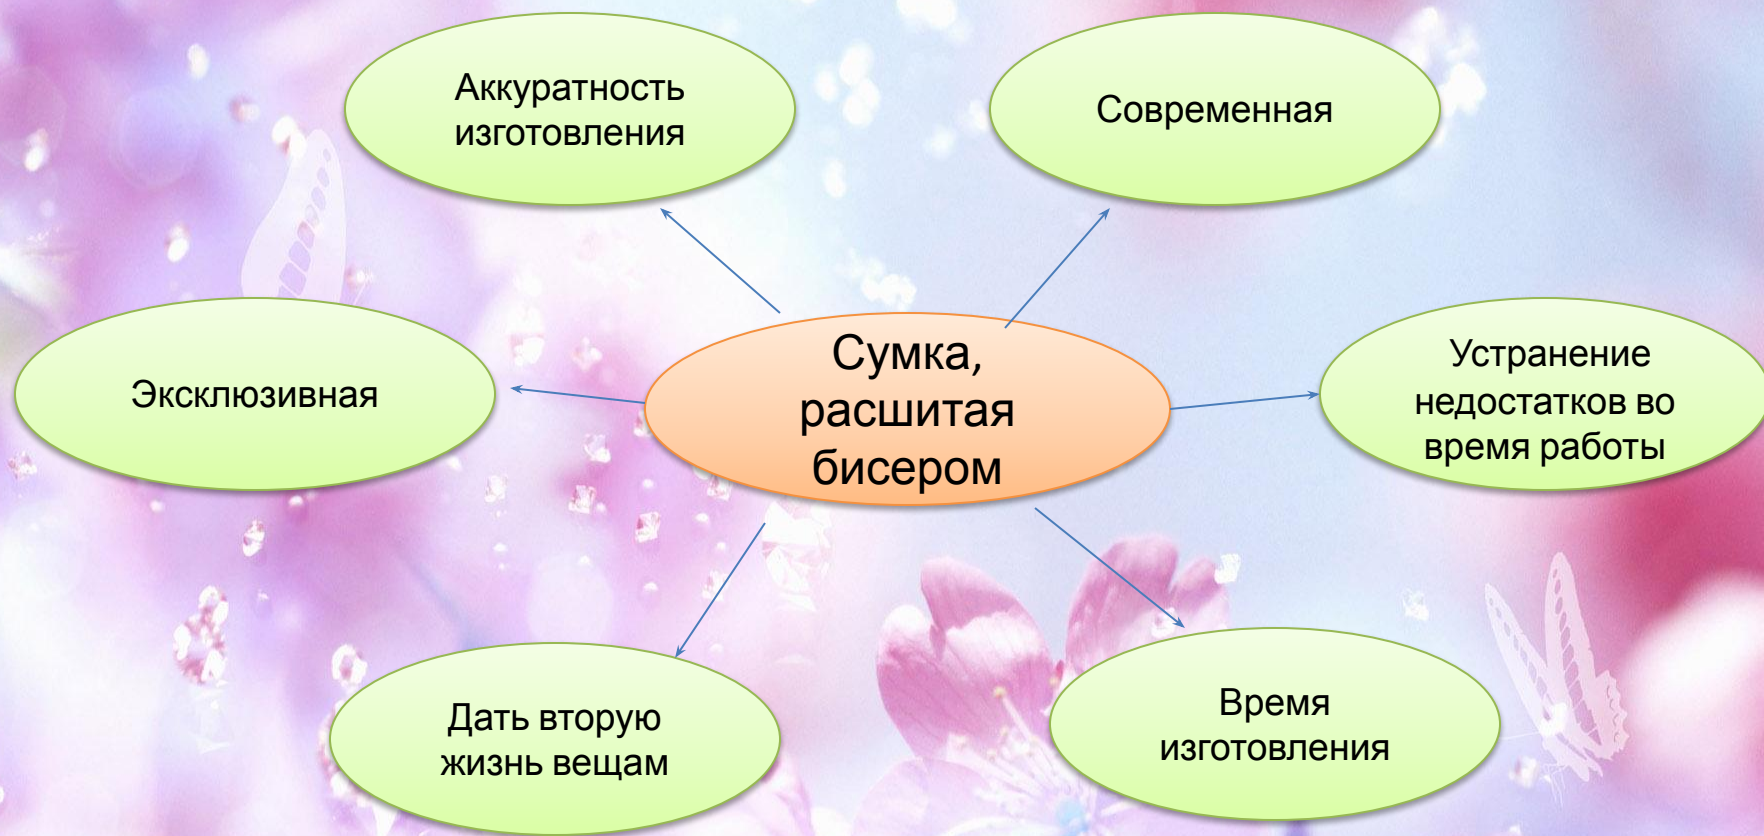 Аккуратность
изготовления
Современная
Эксклюзивная
Сумка,
расшитая
бисером
Устранение
недостатков во
время работы
Дать вторую
жизнь вещам
Время
изготовления